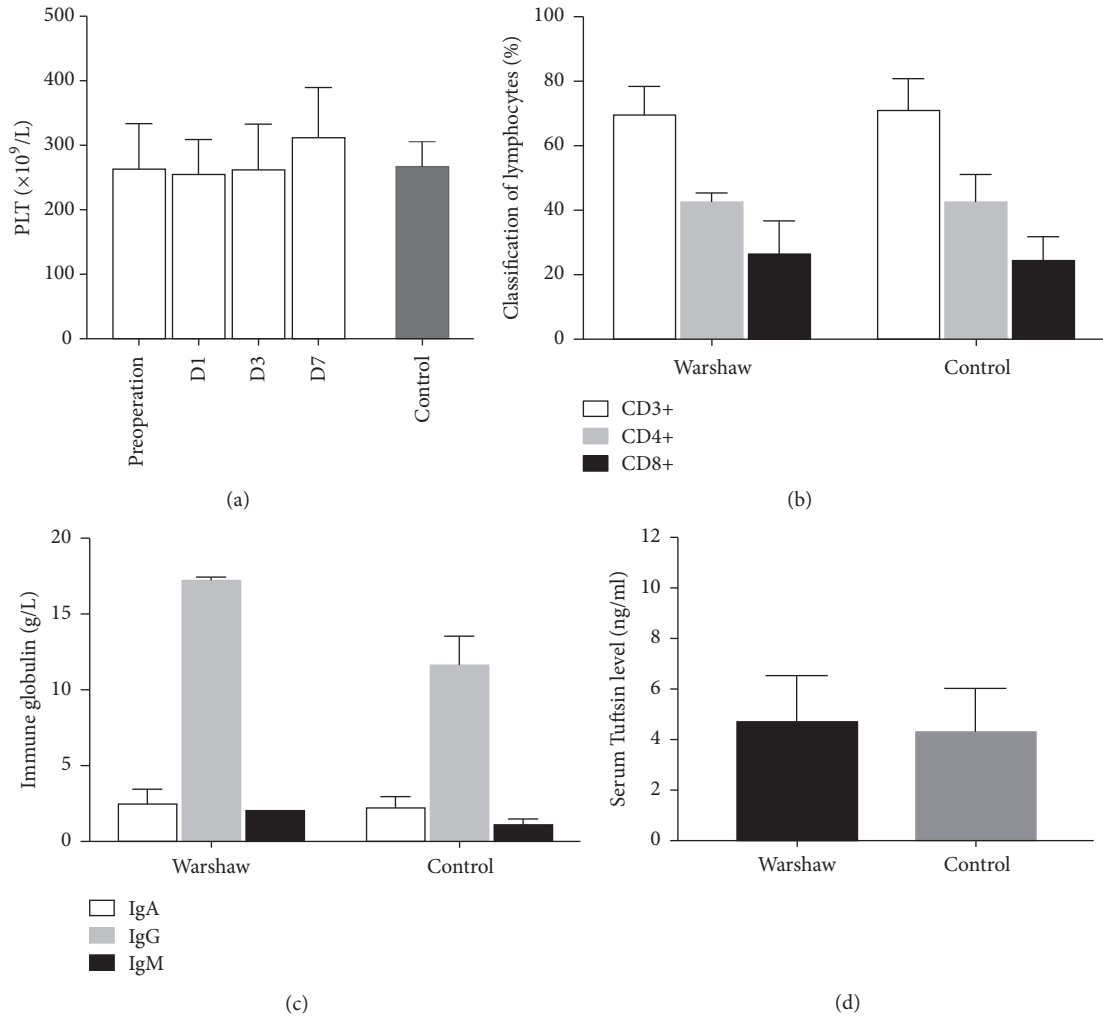 500
400
300
200
100
0
PLT (×10⁹/L)
Preoperation
D1
D3
D7
Control
(a)
100
80
60
40
20
0
Classification of lymphocytes (%)
Warshaw
Control
CD3+
CD4+
CD8+
(b)
20
15
10
5
0
Immune globulin (g/L)
Warshaw
Control
IgA
IgG
IgM
(c)
12
10
8
6
4
2
0
Serum Tuftsin level (ng/ml)
Warshaw
Control
(d)